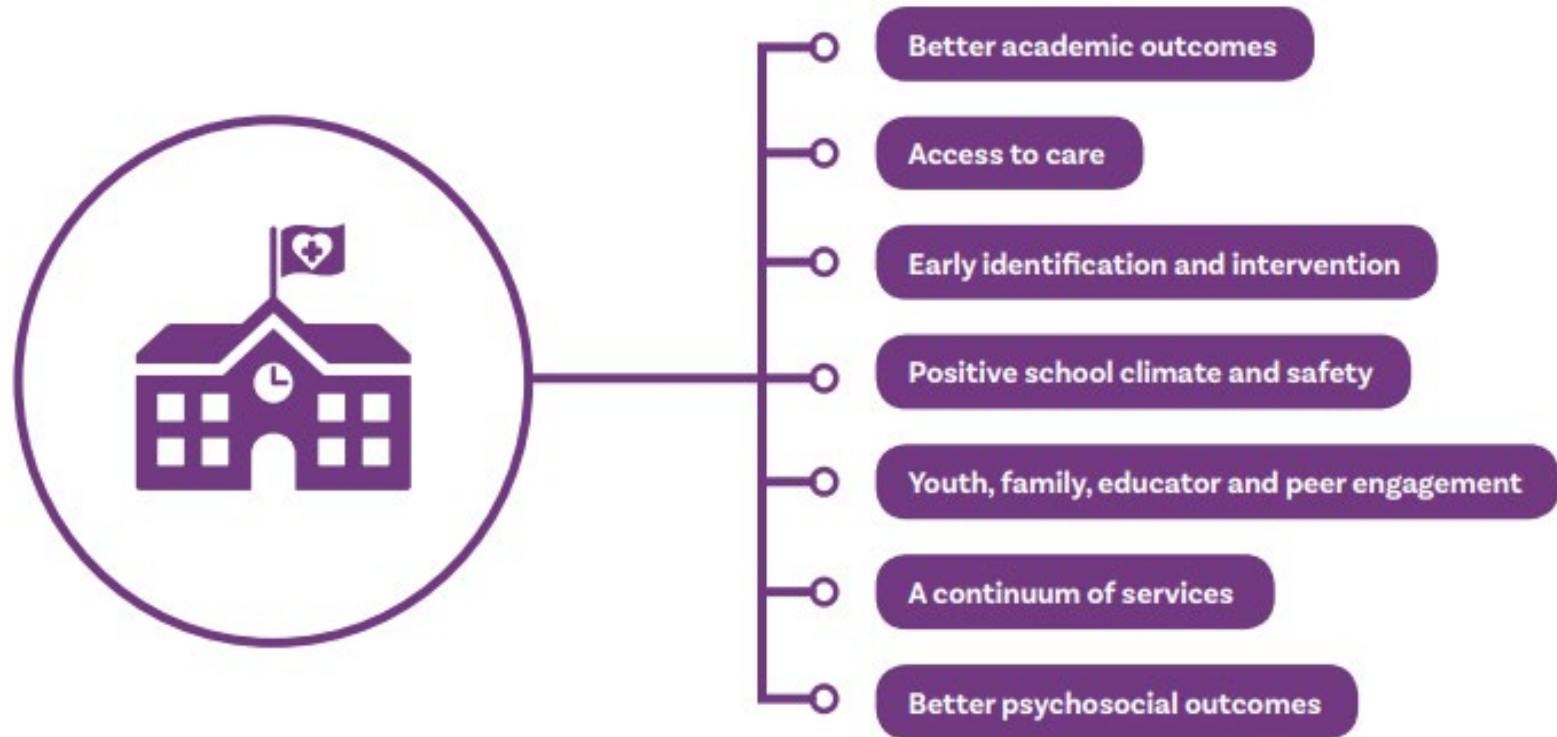 Better academic outcomes
Access to care
Early identification and intervention
Positive school climate and safety
Youth, family, educator and peer engagement
A continuum of services
Better psychosocial outcomes